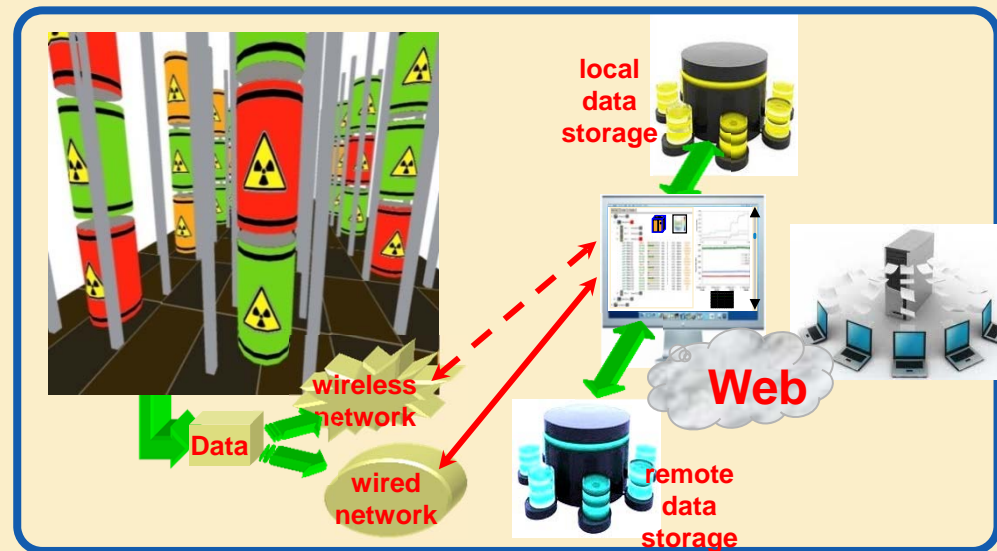 local
data
storage
Web
wireless
network
Data
wired
network
remote
data
storage